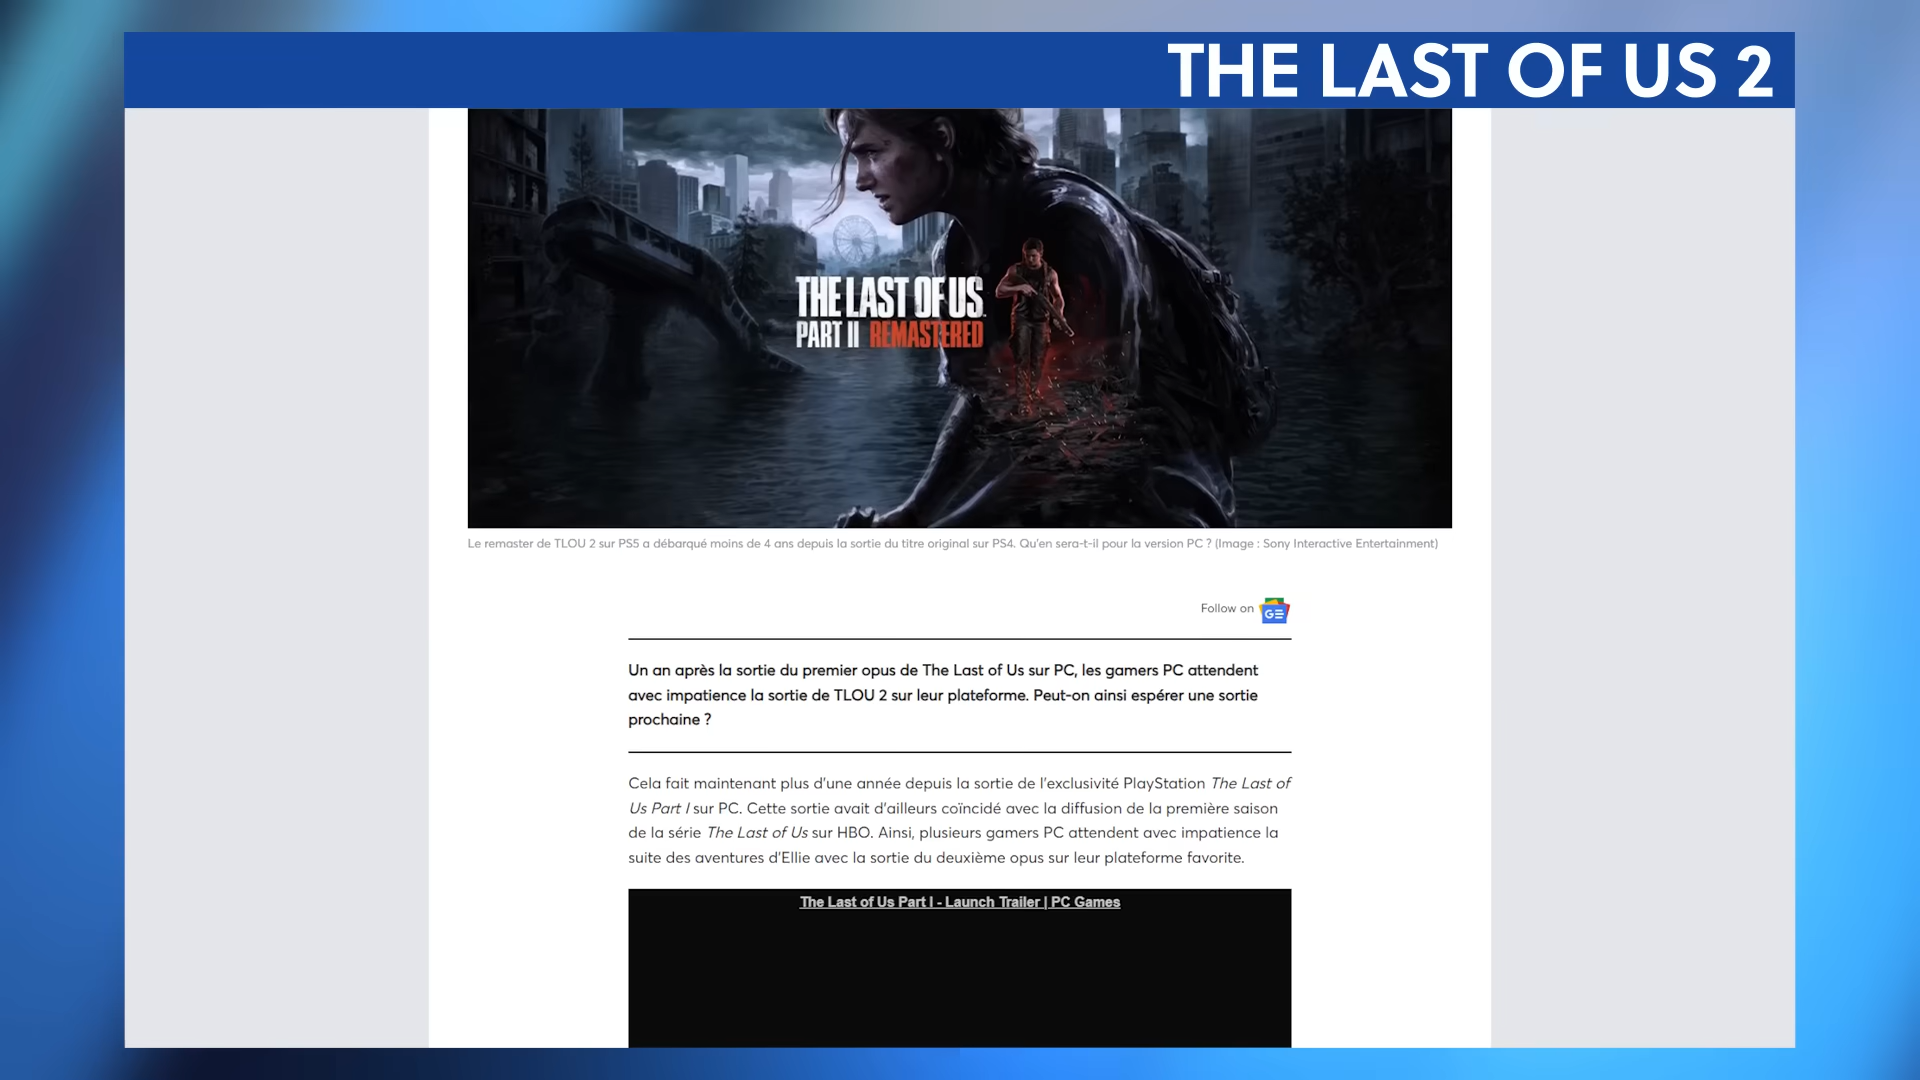 THE LAST OF US 2
THE LAST OF US
PART II REMASTERED
Le remaster de TLOU 2 sur PS5 a débarqué moins de 4 ans depuis la sortie du titre original sur PS4. Qu'en sera-t-il pour la version PC ? (Image : Sony Interactive Entertainment)
Follow on
GE
Un an après la sortie du premier opus de The Last of Us sur PC, les gamers PC attendent
avec impatience la sortie de TLOU 2 sur leur plateforme. Peut-on ainsi espérer une sortie
prochaine ?
Cela fait maintenant plus d'une année depuis la sortie de l'exclusivité PlayStation The Last of
Us Part I sur PC. Cette sortie avait d'ailleurs coïncidé avec la diffusion de la première saison
de la série The Last of Us sur HBO. Ainsi, plusieurs gamers PC attendent avec impatience la
suite des aventures d'Ellie avec la sortie du deuxième opus sur leur plateforme favorite.
The Last of Us Part I - Launch Trailer | PC Games